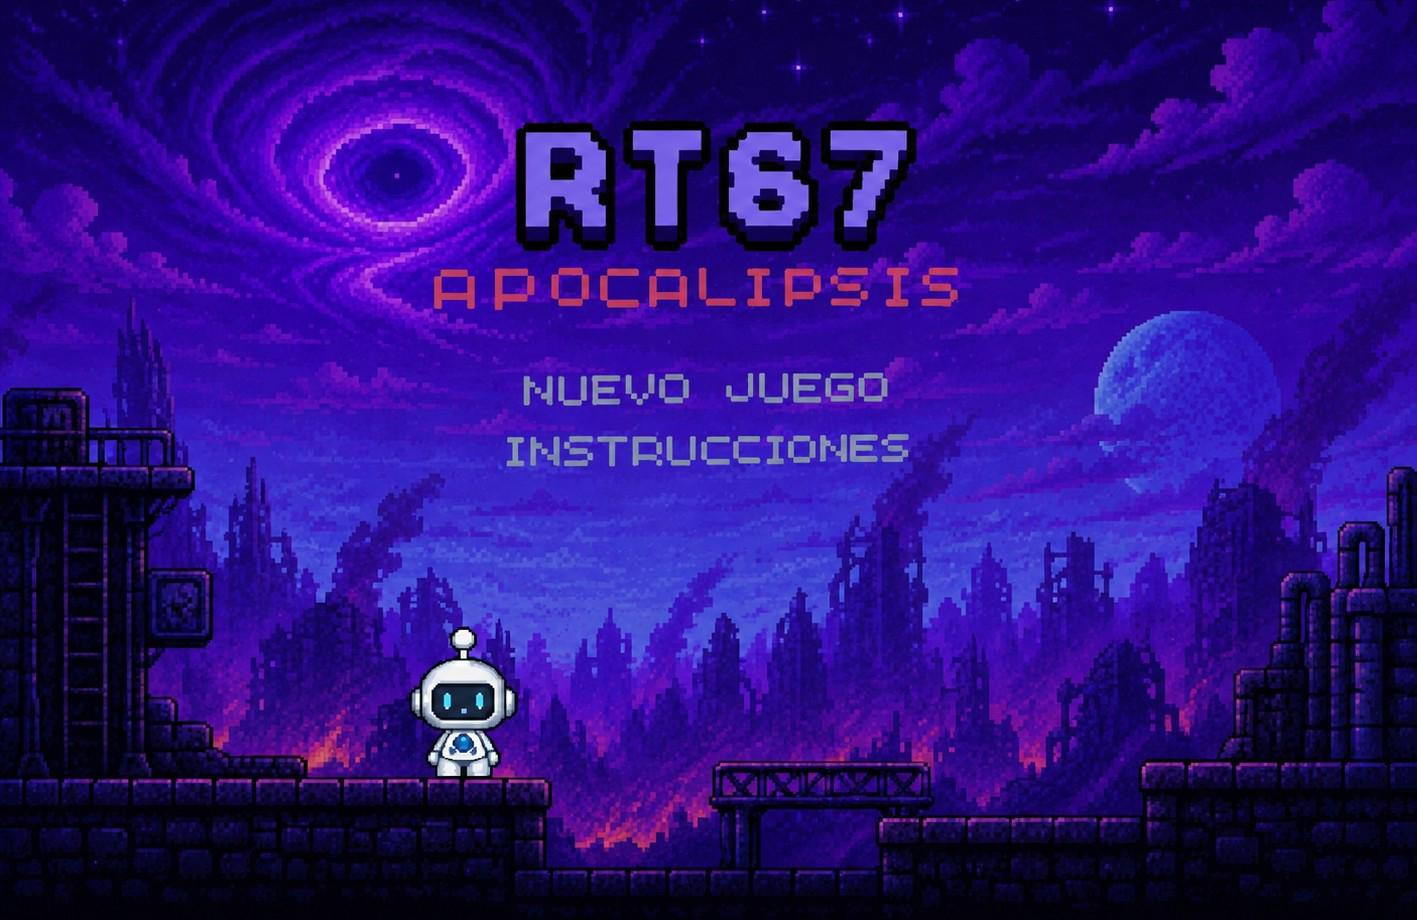 RT67
APOCALIPSIS
NUEVO JUEGO
INSTRUCCIONES